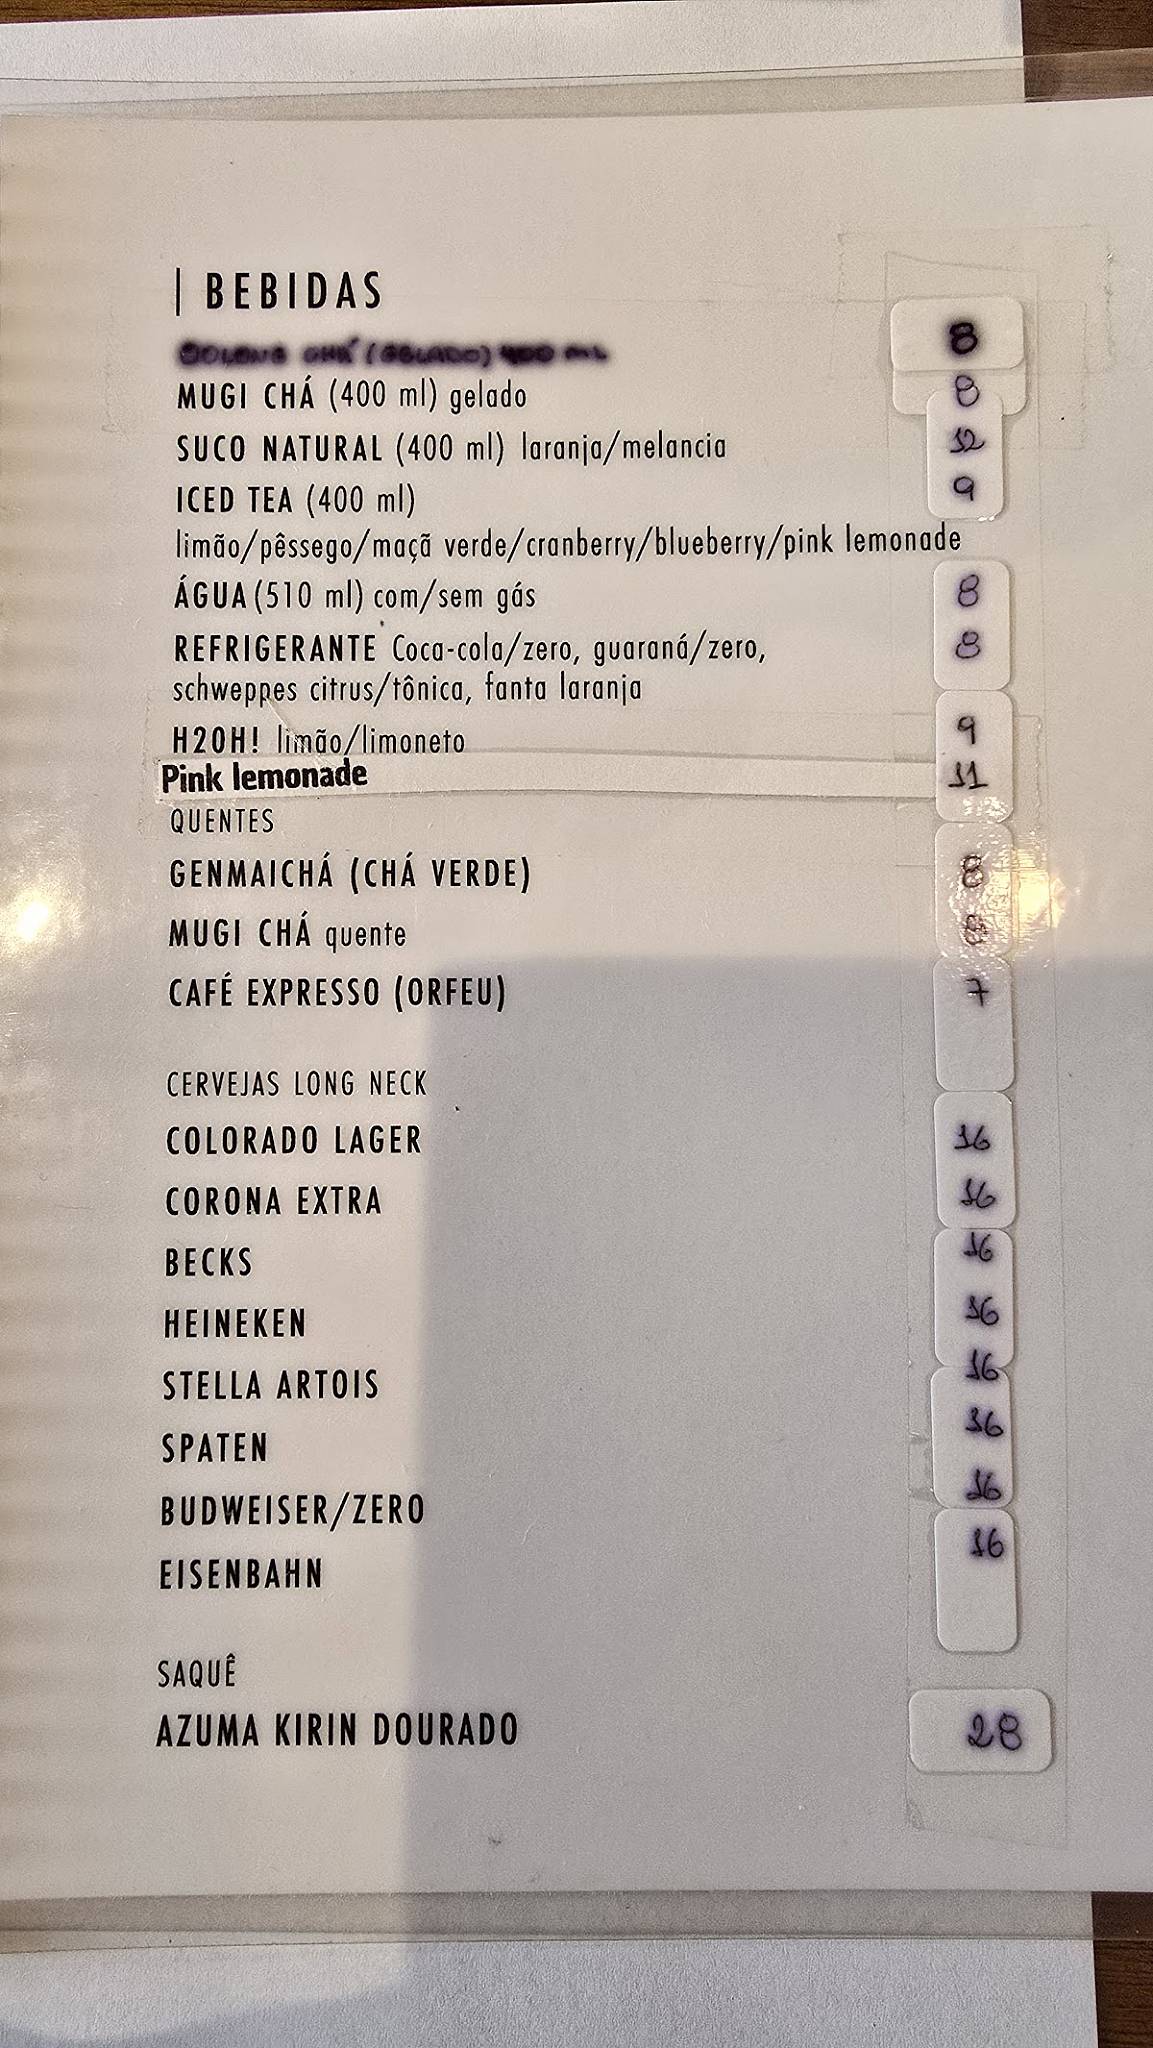 | BEBIDAS
OOLONG CHÁ (GELADO) 400 ML 8
MUGI CHÁ (400 ml) gelado 8
SUCO NATURAL (400 ml) laranja/melancia 12
ICED TEA (400 ml) 9
limão/pêssego/maçã verde/cranberry/blueberry/pink lemonade
ÁGUA (510 ml) com/sem gás 8
REFRIGERANTE Coca-cola/zero, guaraná/zero, 8
schweppes citrus/tônica, fanta laranja
H2OH! limão/limoneto 9
Pink lemonade 11
QUENTES
GENMAICHÁ (CHÁ VERDE) 8
MUGI CHÁ quente 8
CAFÉ EXPRESSO (ORFEU) 7
CERVEJAS LONG NECK
COLORADO LAGER 16
CORONA EXTRA 16
BECKS 16
HEINEKEN 16
STELLA ARTOIS 16
SPATEN 16
BUDWEISER/ZERO 16
EISENBAHN 16
SAQUÊ
AZUMA KIRIN DOURADO 28